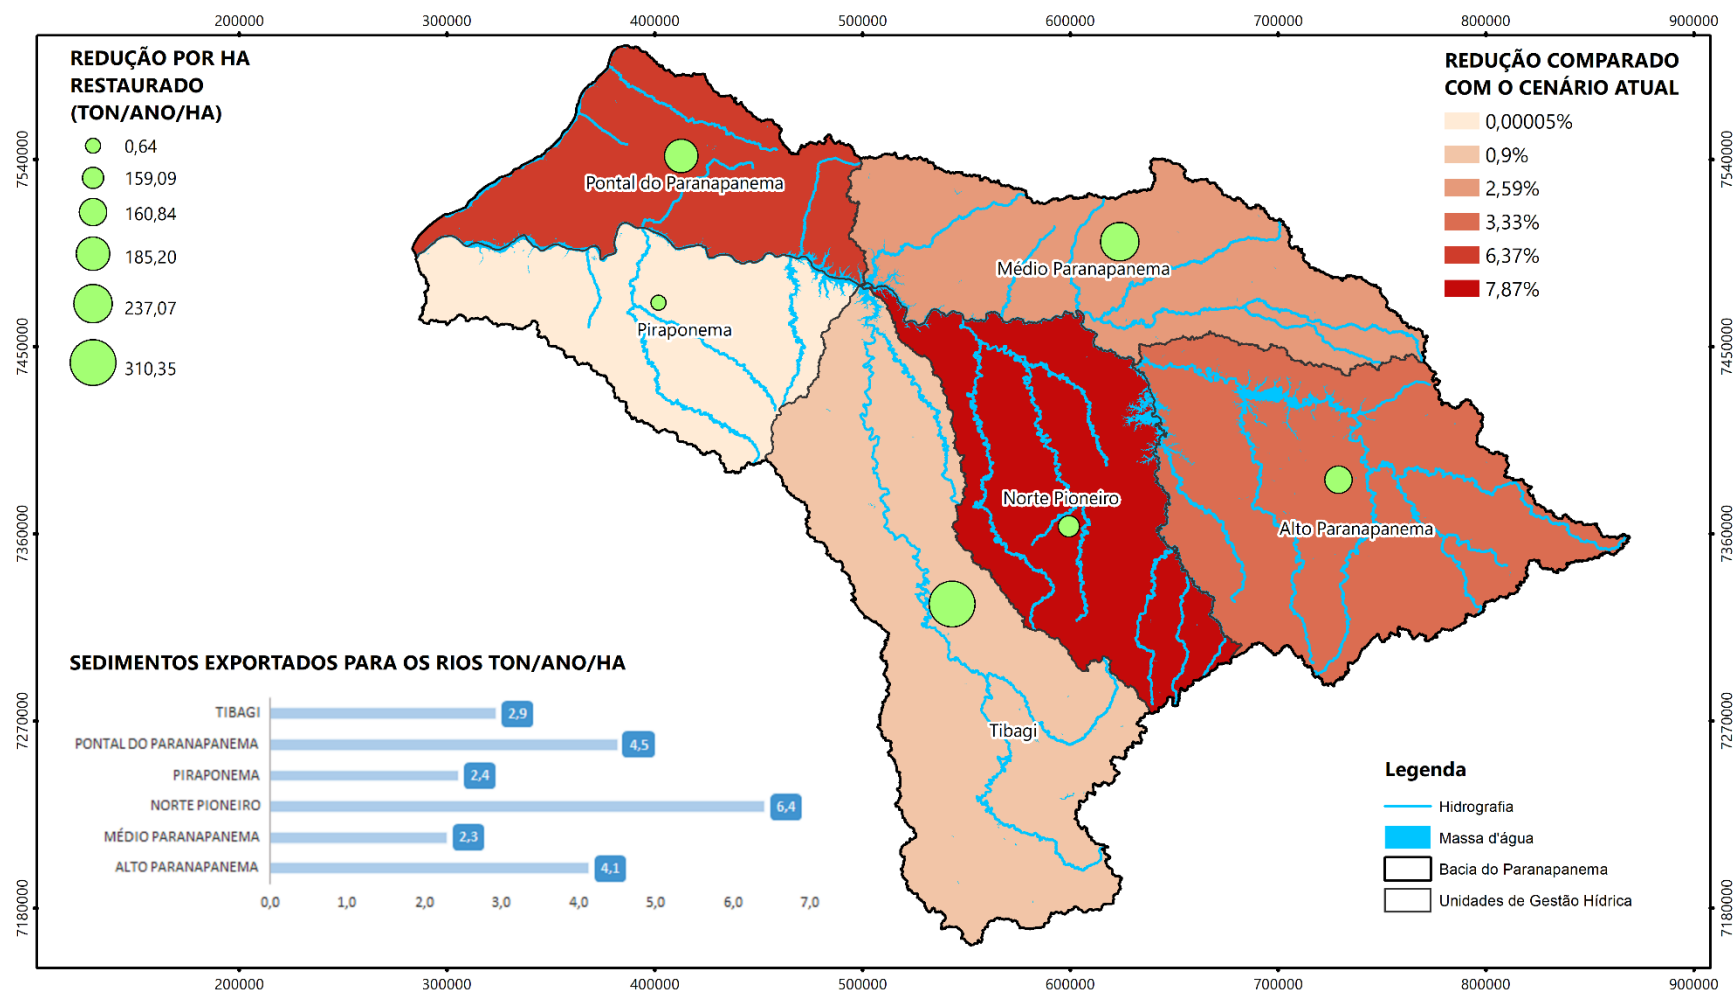 200000 300000 400000 500000 600000 700000 800000 900000
REDUÇÃO POR HA
RESTAURADO
(TON/ANO/HA)
0,64
159,09
160,84
185,20
237,07
310,35
REDUÇÃO COMPARADO
COM O CENÁRIO ATUAL
0,00005%
0,9%
2,59%
3,33%
6,37%
7,87%
7540000
7450000
7360000
7270000
7180000
7540000
7450000
7360000
7270000
7180000
Pontal do Paranapanema
Médio Paranapanema
Piraponema
Norte Pioneiro
Alto Paranapanema
Tibagi
SEDIMENTOS EXPORTADOS PARA OS RIOS TON/ANO/HA
TIBAGI 2,9
PONTAL DO PARANAPANEMA 4,5
PIRAPONEMA 2,4
NORTE PIONEIRO 6,4
MÉDIO PARANAPANEMA 2,3
ALTO PARANAPANEMA 4,1
0,0 1,0 2,0 3,0 4,0 5,0 6,0 7,0
Legenda
Hidrografia
Massa d'água
Bacia do Paranapanema
Unidades de Gestão Hídrica
200000 300000 400000 500000 600000 700000 800000 900000